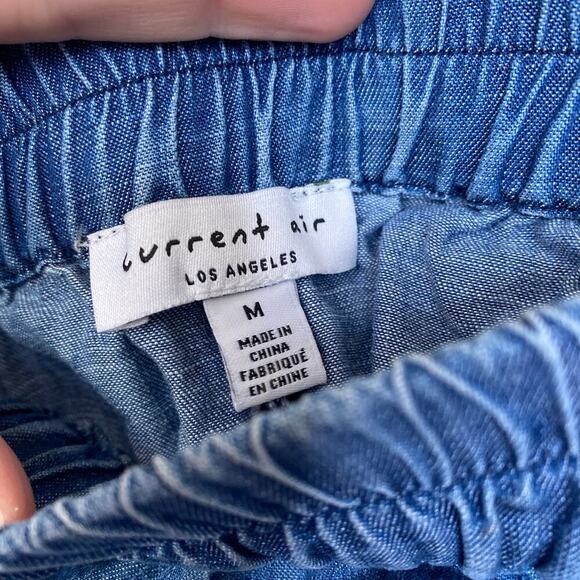 current air
LOS ANGELES
M
MADE IN
CHINA
FABRIQUÉ
EN CHINE